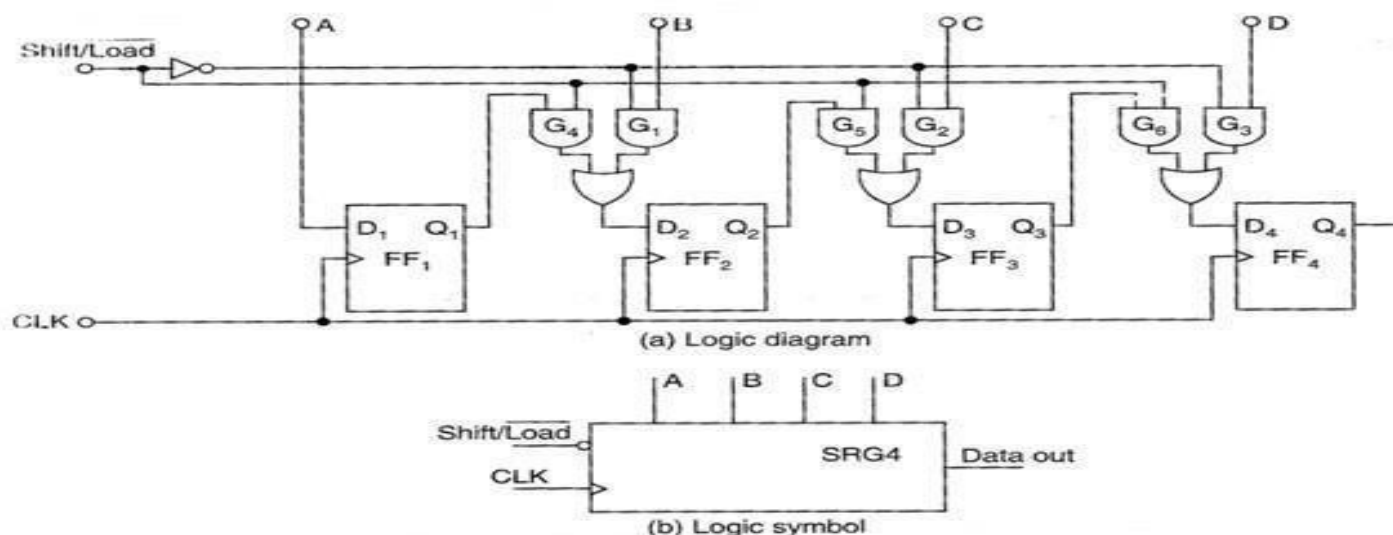 A B C D
Shift/Load
G4 G1 G5 G2 G6 G3
D1 Q1 D2 Q2 D3 Q3 D4 Q4
FF1 FF2 FF3 FF4
CLK
(a) Logic diagram
A B C D
Shift/Load
SRG4 Data out
CLK
(b) Logic symbol